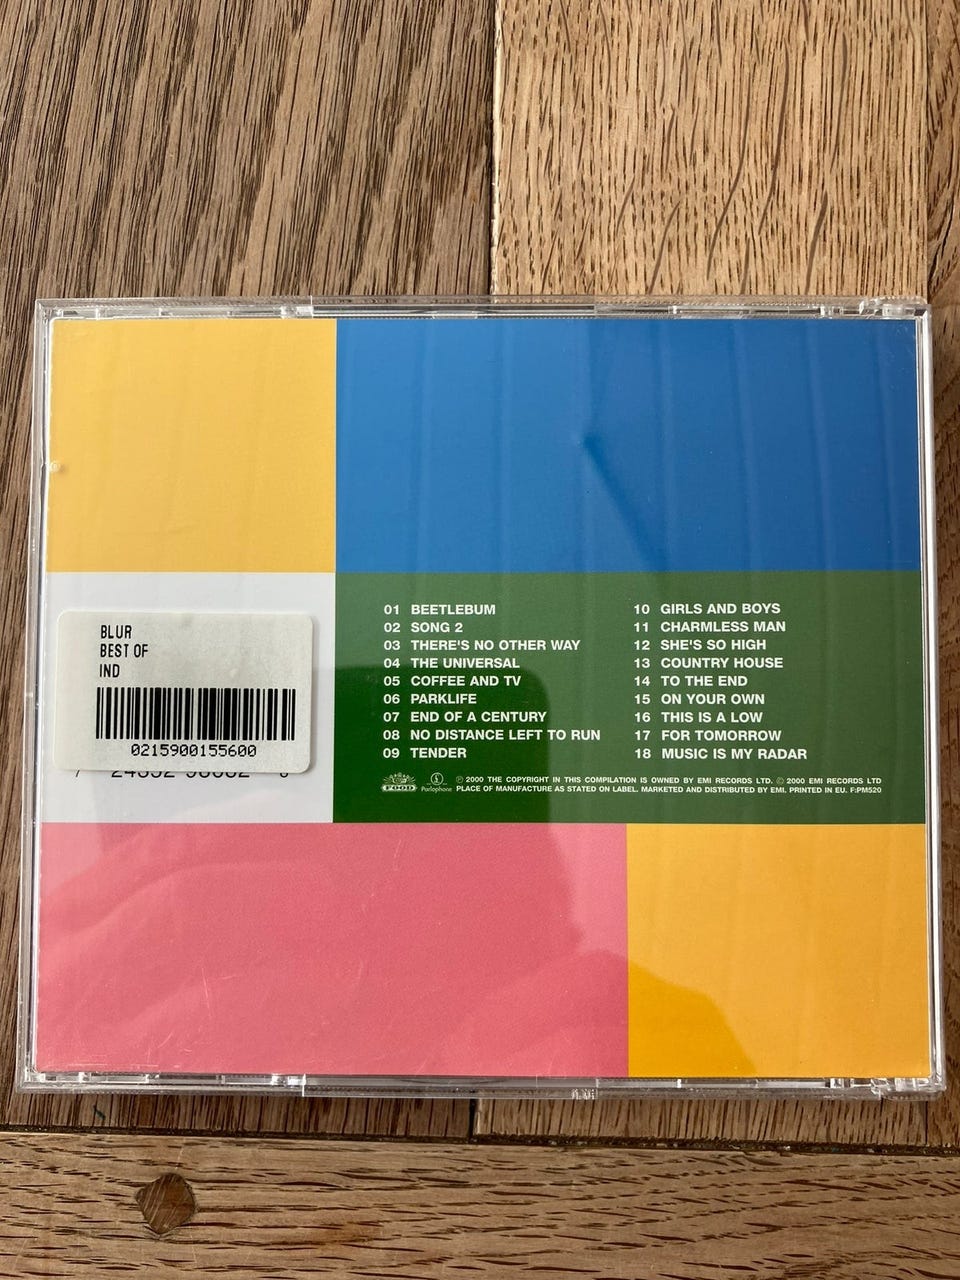 BLUR
BEST OF
IND
0215900155600
01 BEETLEBUM
02 SONG 2
03 THERE'S NO OTHER WAY
04 THE UNIVERSAL
05 COFFEE AND TV
06 PARKLIFE
07 END OF A CENTURY
08 NO DISTANCE LEFT TO RUN
09 TENDER
10 GIRLS AND BOYS
11 CHARMLESS MAN
12 SHE'S SO HIGH
13 COUNTRY HOUSE
14 TO THE END
15 ON YOUR OWN
16 THIS IS A LOW
17 FOR TOMORROW
18 MUSIC IS MY RADAR
FOOD
Parlophone
℗ 2000 THE COPYRIGHT IN THIS COMPILATION IS OWNED BY EMI RECORDS LTD. © 2000 EMI RECORDS LTD
PLACE OF MANUFACTURE AS STATED ON LABEL. MARKETED AND DISTRIBUTED BY EMI. PRINTED IN EU. F:PM520